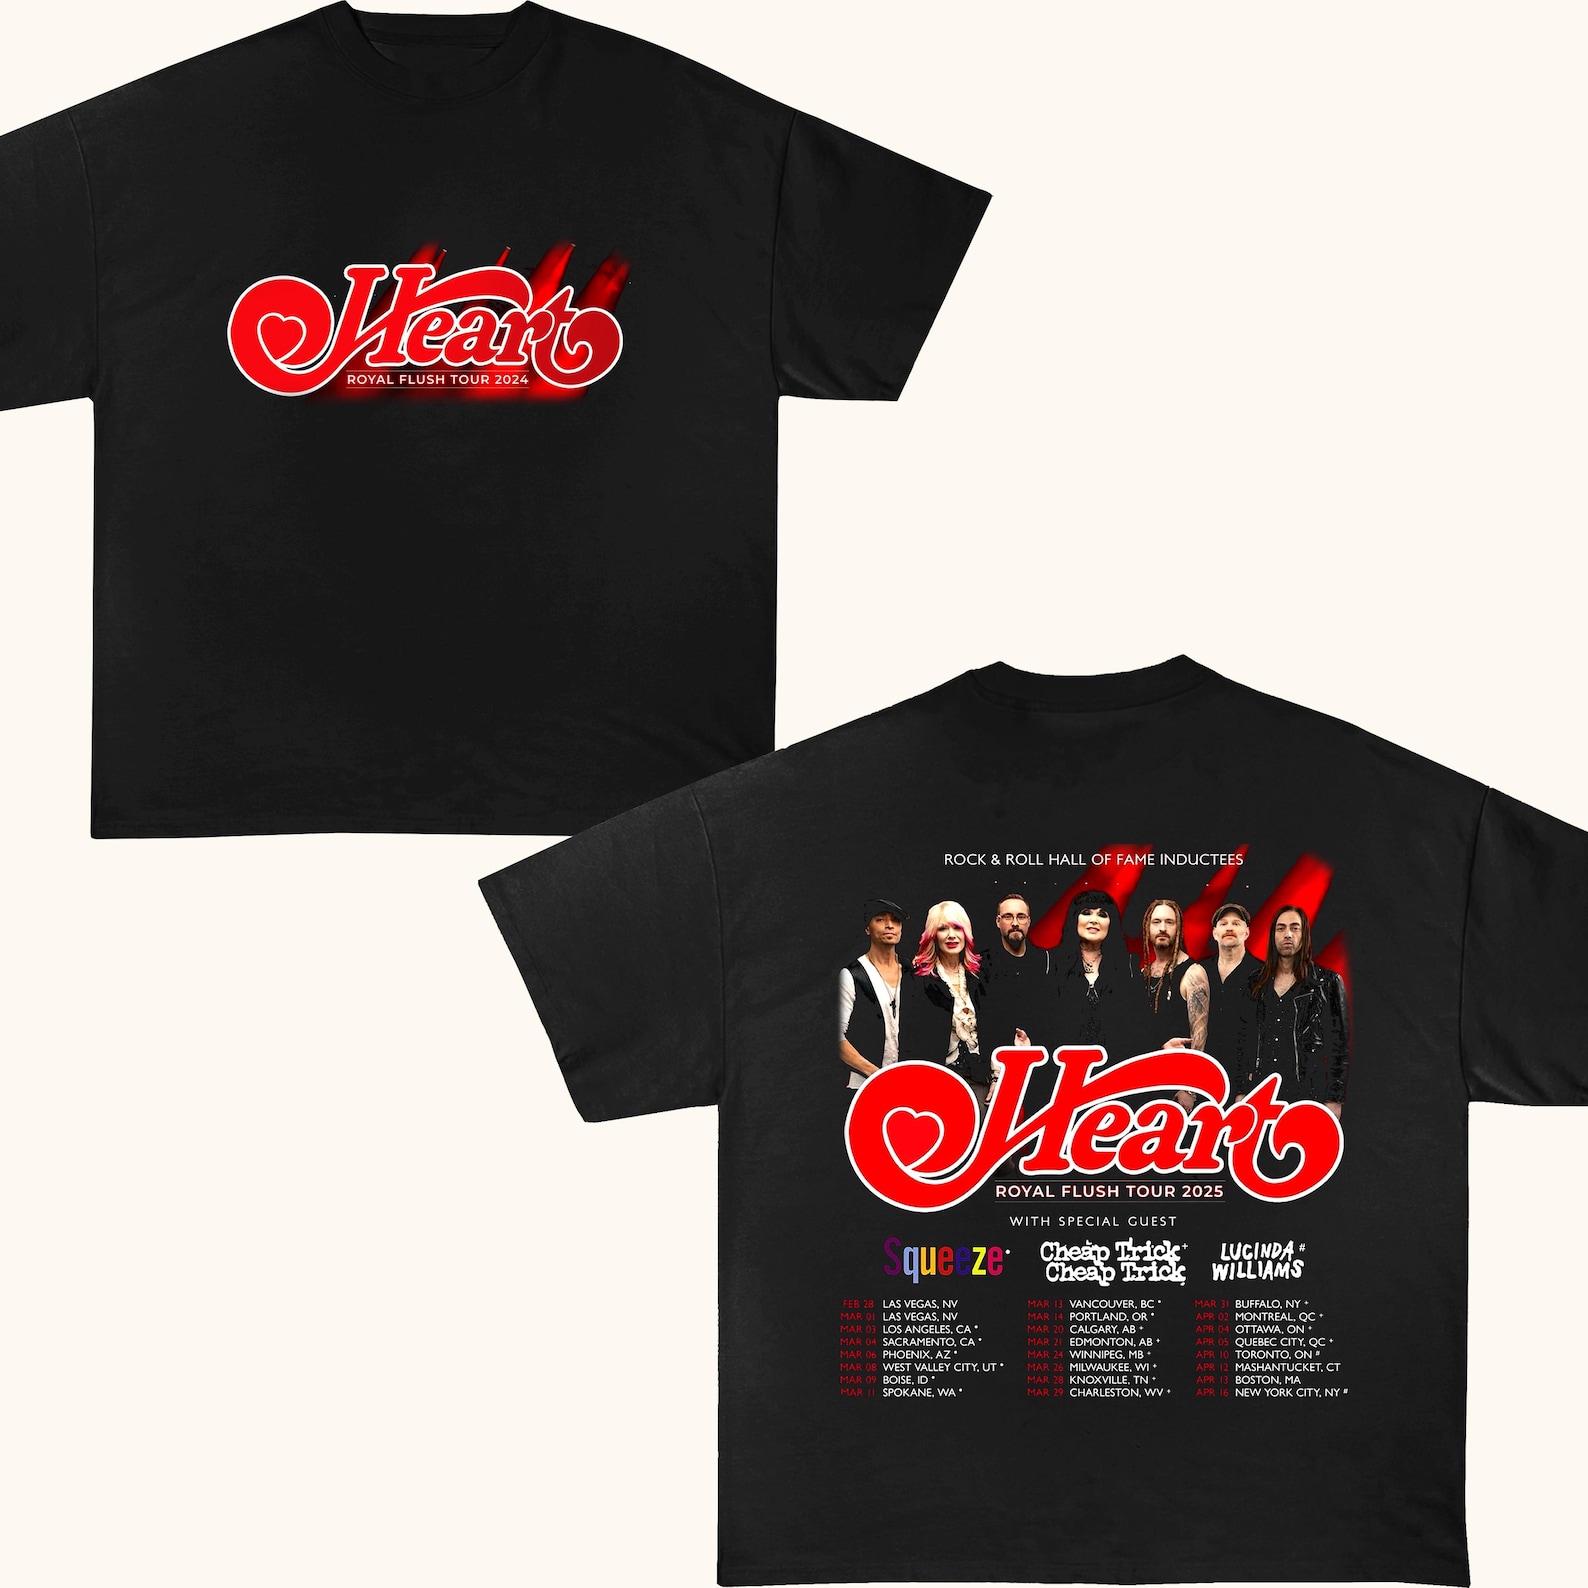 Heart
ROYAL FLUSH TOUR 2024
ROCK & ROLL HALL OF FAME INDUCTEES
Heart
ROYAL FLUSH TOUR 2025
WITH SPECIAL GUEST
Squeeze*
Cheap Trick+
Cheap Trick
LUCINDA #
WILLIAMS
FEB 28 LAS VEGAS, NV
MAR 01 LAS VEGAS, NV
MAR 03 LOS ANGELES, CA *
MAR 04 SACRAMENTO, CA *
MAR 06 PHOENIX, AZ *
MAR 08 WEST VALLEY CITY, UT *
MAR 09 BOISE, ID *
MAR 11 SPOKANE, WA *
MAR 13 VANCOUVER, BC *
MAR 14 PORTLAND, OR *
MAR 20 CALGARY, AB +
MAR 21 EDMONTON, AB +
MAR 24 WINNIPEG, MB +
MAR 26 MILWAUKEE, WI +
MAR 28 KNOXVILLE, TN +
MAR 29 CHARLESTON, WV +
MAR 31 BUFFALO, NY +
APR 02 MONTREAL, QC +
APR 04 OTTAWA, ON +
APR 05 QUEBEC CITY, QC +
APR 10 TORONTO, ON #
APR 12 MASHANTUCKET, CT
APR 13 BOSTON, MA
APR 16 NEW YORK CITY, NY #